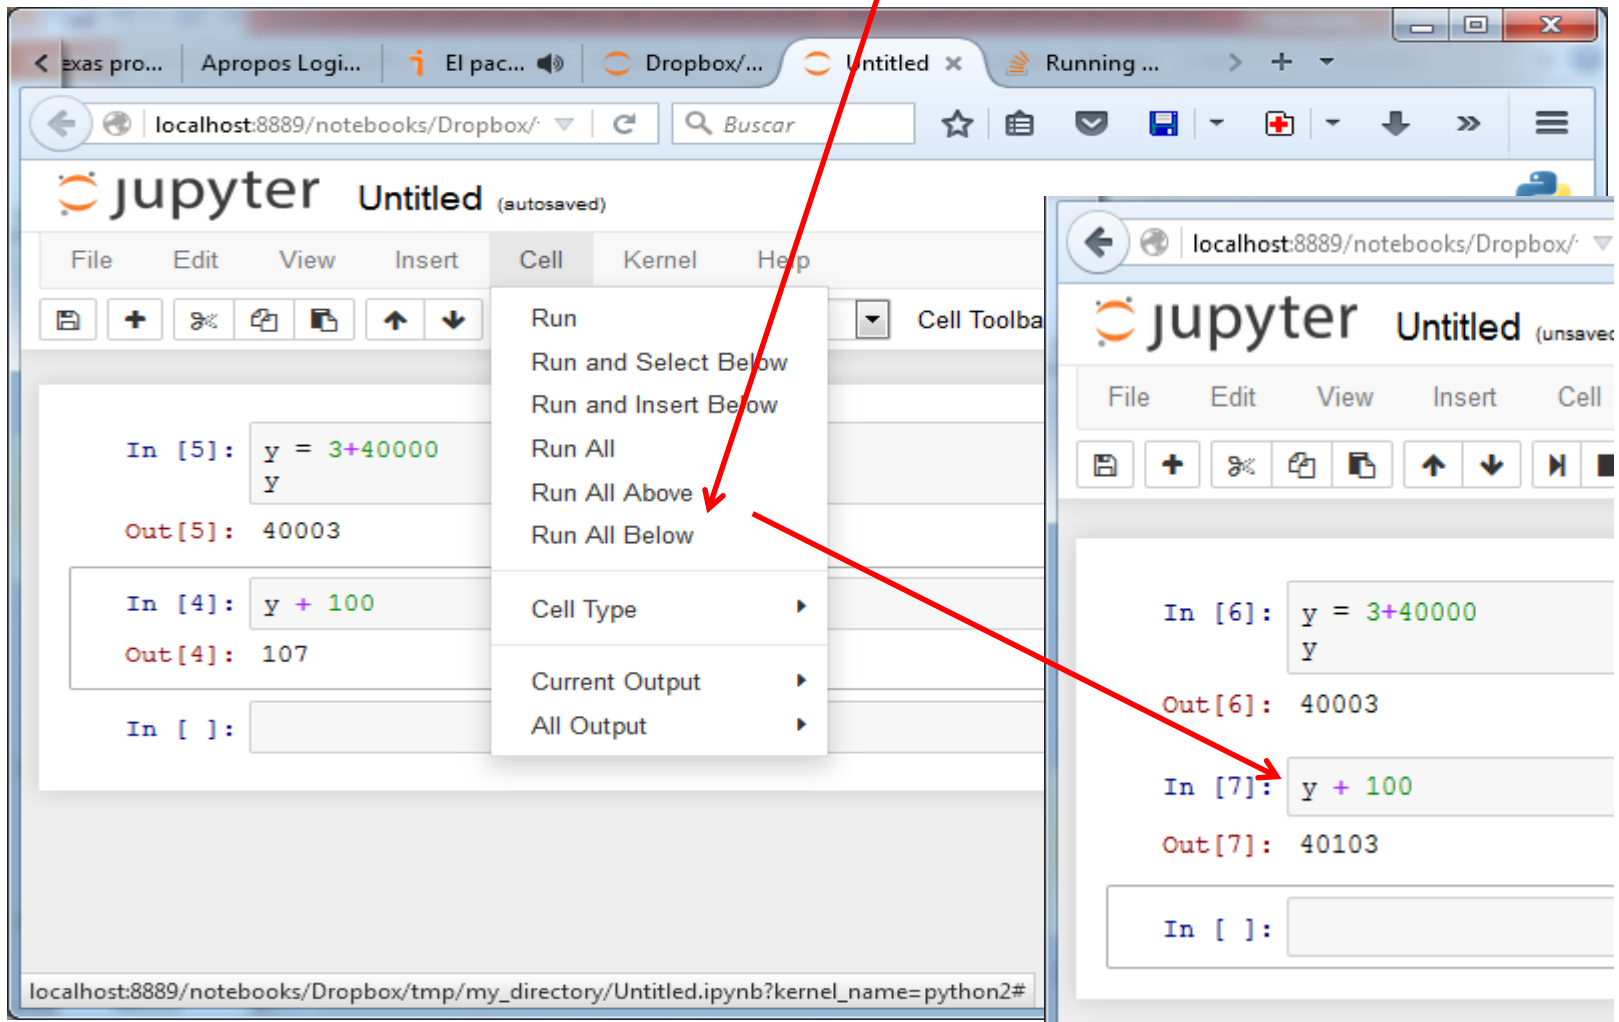 exas pro... Apropos Logi... El pac... Dropbox/... Untitled Running ...
localhost:8889/notebooks/Dropbox/ Buscar
jupyter Untitled (autosaved)
File Edit View Insert Cell Kernel Help
Cell Toolba
Run
Run and Select Below
Run and Insert Below
Run All
Run All Above
Run All Below
Cell Type
Current Output
All Output
In [5]: y = 3+40000
y
Out[5]: 40003
In [4]: y + 100
Out[4]: 107
In [ ]:
localhost:8889/notebooks/Dropbox/tmp/my_directory/Untitled.ipynb?kernel_name=python2#
localhost:8889/notebooks/Dropbox/
jupyter Untitled (unsaved
File Edit View Insert Cell
In [6]: y = 3+40000
y
Out[6]: 40003
In [7]: y + 100
Out[7]: 40103
In [ ]: